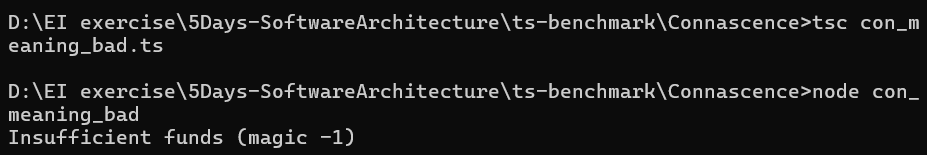 D:\EI exercise\5Days-SoftwareArchitecture\ts-benchmark\Connascence>tsc con_m
eaning_bad.ts
D:\EI exercise\5Days-SoftwareArchitecture\ts-benchmark\Connascence>node con_
meaning_bad
Insufficient funds (magic -1)